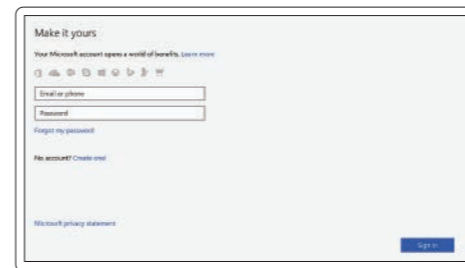 Make it yours
Your Microsoft account opens a world of benefits. Learn more
Email or phone
Password
Forgot my password
No account? Create one!
Microsoft privacy statement
Sign in